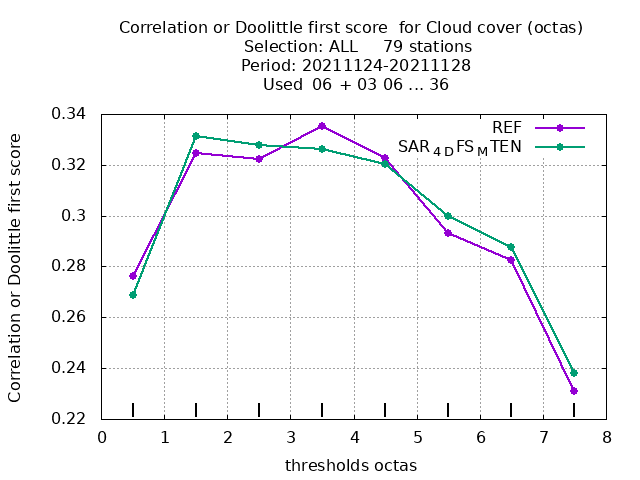 Correlation or Doolittle first score  for Cloud cover (octas)
Selection: ALL     79 stations
Period: 20211124-20211128
Used  06 + 03 06 ... 36
REF
SAR4DFSMTEN
Correlation or Doolittle first score
0.34
0.32
0.3
0.28
0.26
0.24
0.22
0 1 2 3 4 5 6 7 8
thresholds octas